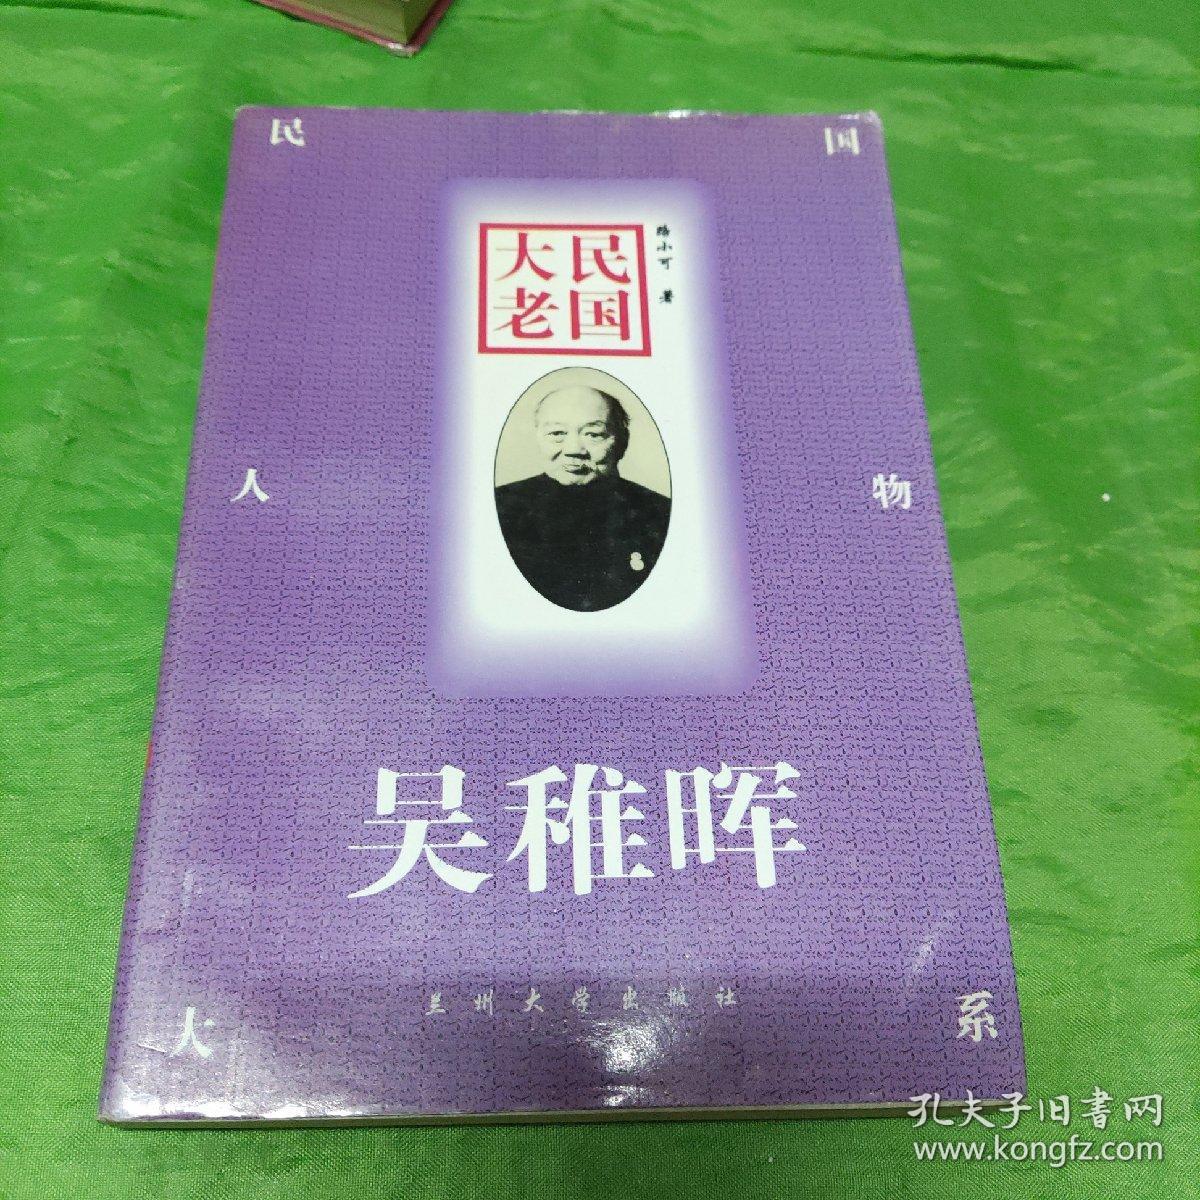 民国
民国
大老
路小可 著
人物
吴稚晖
兰州大学出版社
大系
孔夫子旧書网
www.kongfz.com